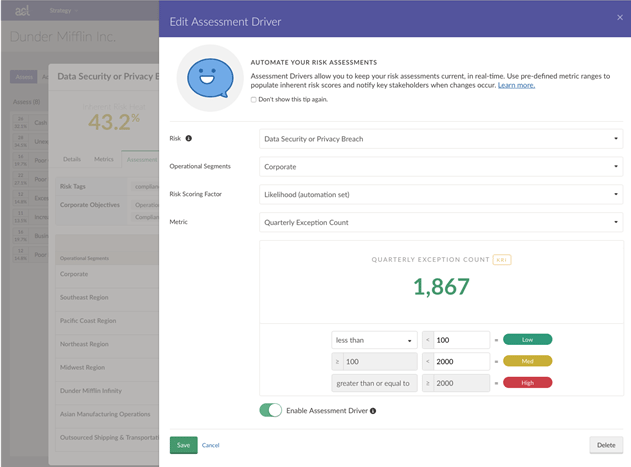 acl
Strategy
Dunder Mifflin Inc.
Assess
Assets (8)
Data Security or Privacy B
43.2%
Details
Metrics
Assessment
Risk Tags
complian
Corporate Objectives
Operation
Complian
Operational Segments
Corporate
Southeast Region
Pacific Coast Region
Northeast Region
Midwest Region
Dunder Mifflin Infinity
Asian Manufacturing Operations
Outsourced Shipping & Transportati
Edit Assessment Driver
×
AUTOMATE YOUR RISK ASSESSMENTS
Assessment Drivers allow you to keep your risk assessments current, in real-time. Use pre-defined metric ranges to
populate inherent risk scores and notify key stakeholders when changes occur. Learn more.
Don't show this tip again.
Risk
Data Security or Privacy Breach
Operational Segments
Corporate
Risk Scoring Factor
Likelihood (automation set)
Metric
Quarterly Exception Count
QUARTERLY EXCEPTION COUNT KRI
1,867
less than < 100 = Low
≥ 100 < 2000 = Med
greater than or equal to ≥ 2000 = High
Enable Assessment Driver
Save
Cancel
Delete